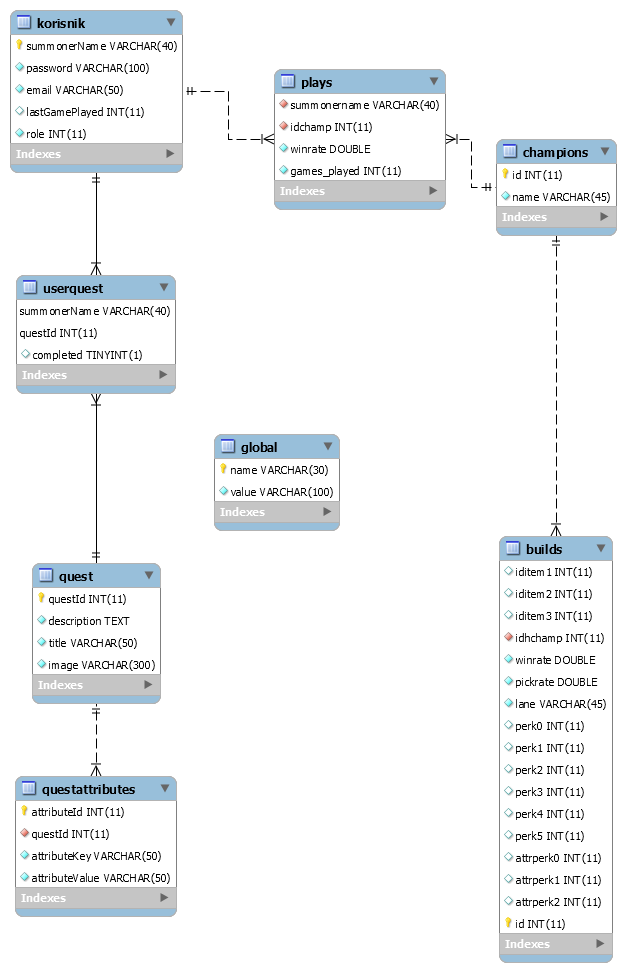 korisnik
summonerName VARCHAR(40)
password VARCHAR(100)
email VARCHAR(50)
lastGamePlayed INT(11)
role INT(11)
Indexes
plays
summonername VARCHAR(40)
idchamp INT(11)
winrate DOUBLE
games_played INT(11)
Indexes
champions
id INT(11)
name VARCHAR(45)
Indexes
userquest
summonerName VARCHAR(40)
questId INT(11)
completed TINYINT(1)
Indexes
global
name VARCHAR(30)
value VARCHAR(100)
Indexes
quest
questId INT(11)
description TEXT
title VARCHAR(50)
image VARCHAR(300)
Indexes
questattributes
attributeId INT(11)
questId INT(11)
attributeKey VARCHAR(50)
attributeValue VARCHAR(50)
Indexes
builds
iditem1 INT(11)
iditem2 INT(11)
iditem3 INT(11)
idhchamp INT(11)
winrate DOUBLE
pickrate DOUBLE
lane VARCHAR(45)
perk0 INT(11)
perk1 INT(11)
perk2 INT(11)
perk3 INT(11)
perk4 INT(11)
perk5 INT(11)
attrperk0 INT(11)
attrperk1 INT(11)
attrperk2 INT(11)
id INT(11)
Indexes